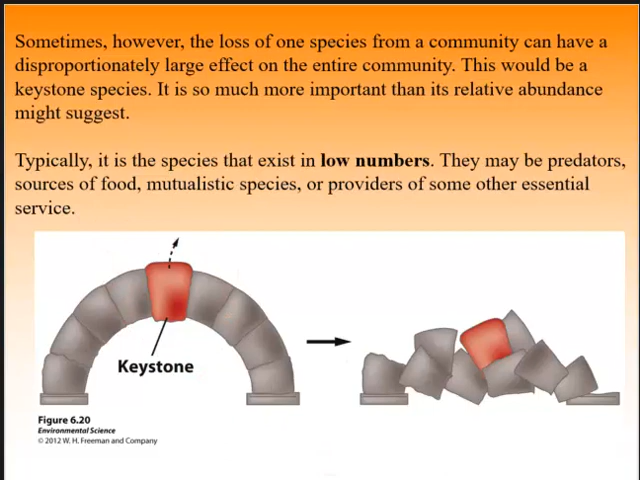 Sometimes, however, the loss of one species from a community can have a
disproportionately large effect on the entire community. This would be a
keystone species. It is so much more important than its relative abundance
might suggest.
Typically, it is the species that exist in low numbers. They may be predators,
sources of food, mutualistic species, or providers of some other essential
service.
Keystone
Figure 6.20
Environmental Science
© 2012 W. H. Freeman and Company